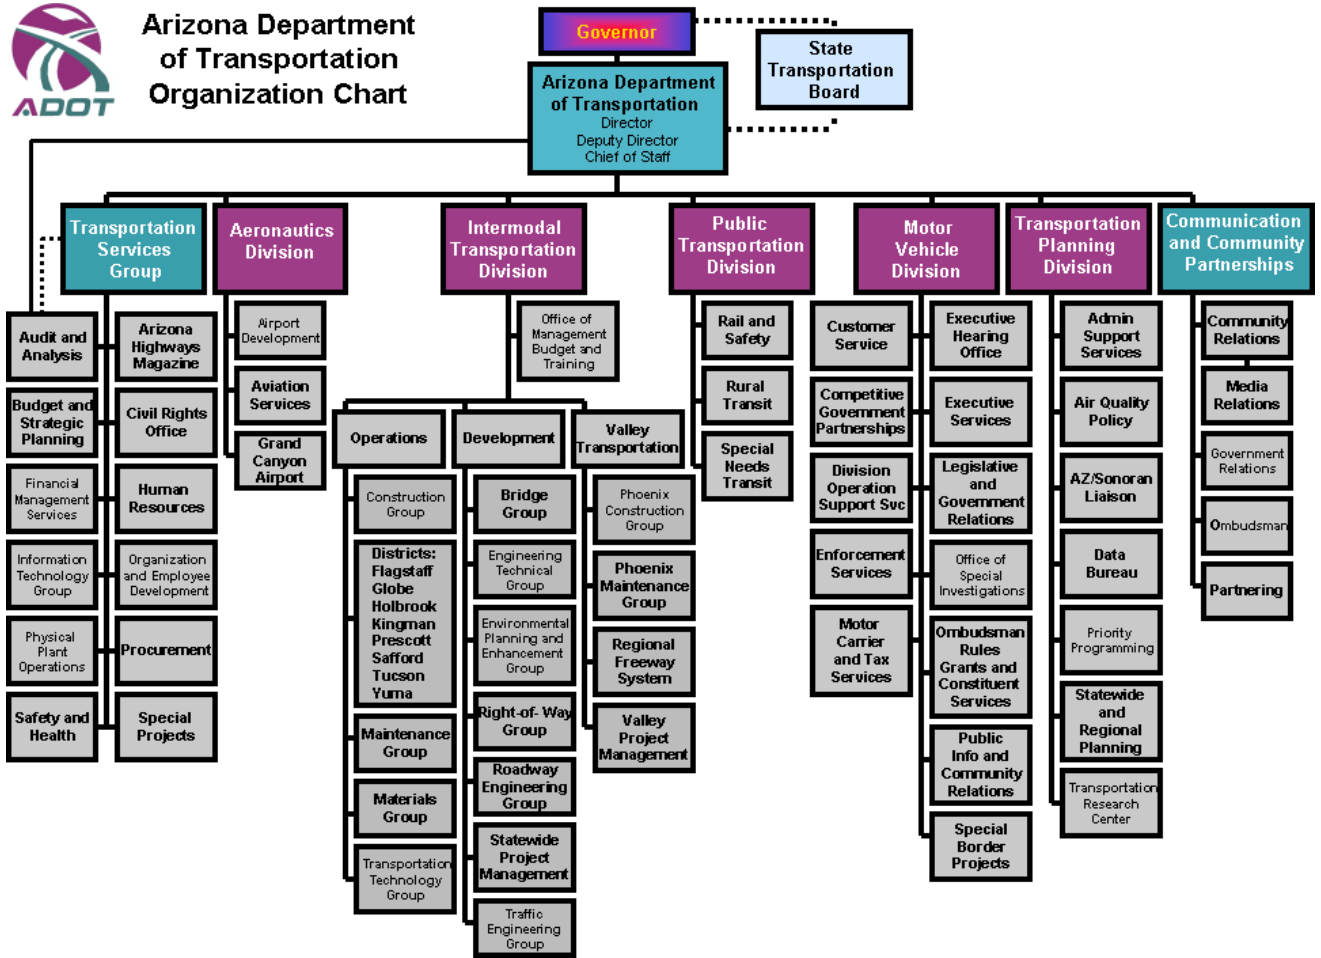 Arizona Department
of Transportation
Organization Chart
ADOT
Governor
State
Transportation
Board
Arizona Department
of Transportation
Director
Deputy Director
Chief of Staff
Transportation
Services
Group
Aeronautics
Division
Intermodal
Transportation
Division
Public
Transportation
Division
Motor
Vehicle
Division
Transportation
Planning
Division
Communication
and Community
Partnerships
Audit and
Analysis
Budget and
Strategic
Planning
Financial
Management
Services
Information
Technology
Group
Physical
Plant
Operations
Safety and
Health
Arizona
Highways
Magazine
Civil Rights
Office
Human
Resources
Organization
and Employee
Development
Procurement
Special
Projects
Airport
Development
Aviation
Services
Grand
Canyon
Airport
Office of
Management
Budget and
Training
Operations
Development
Valley
Transportation
Construction
Group
Districts:
Flagstaff
Globe
Holbrook
Kingman
Prescott
Safford
Tucson
Yuma
Maintenance
Group
Materials
Group
Transportation
Technology
Group
Bridge
Group
Engineering
Technical
Group
Environmental
Planning and
Enhancement
Group
Right-of- Way
Group
Roadway
Engineering
Group
Statewide
Project
Management
Traffic
Engineering
Group
Phoenix
Construction
Group
Phoenix
Maintenance
Group
Regional
Freeway
System
Valley
Project
Management
Rail and
Safety
Rural
Transit
Special
Needs
Transit
Customer
Service
Competitive
Government
Partnerships
Division
Operation
Support Svc
Enforcement
Services
Motor
Carrier
and Tax
Services
Executive
Hearing
Office
Executive
Services
Legislative
and
Government
Relations
Office of
Special
Investigations
Ombudsman
Rules
Grants and
Constituent
Services
Public
Info and
Community
Relations
Special
Border
Projects
Admin
Support
Services
Air Quality
Policy
AZ/Sonoran
Liaison
Data
Bureau
Priority
Programming
Statewide
and
Regional
Planning
Transportation
Research
Center
Community
Relations
Media
Relations
Government
Relations
Ombudsman
Partnering